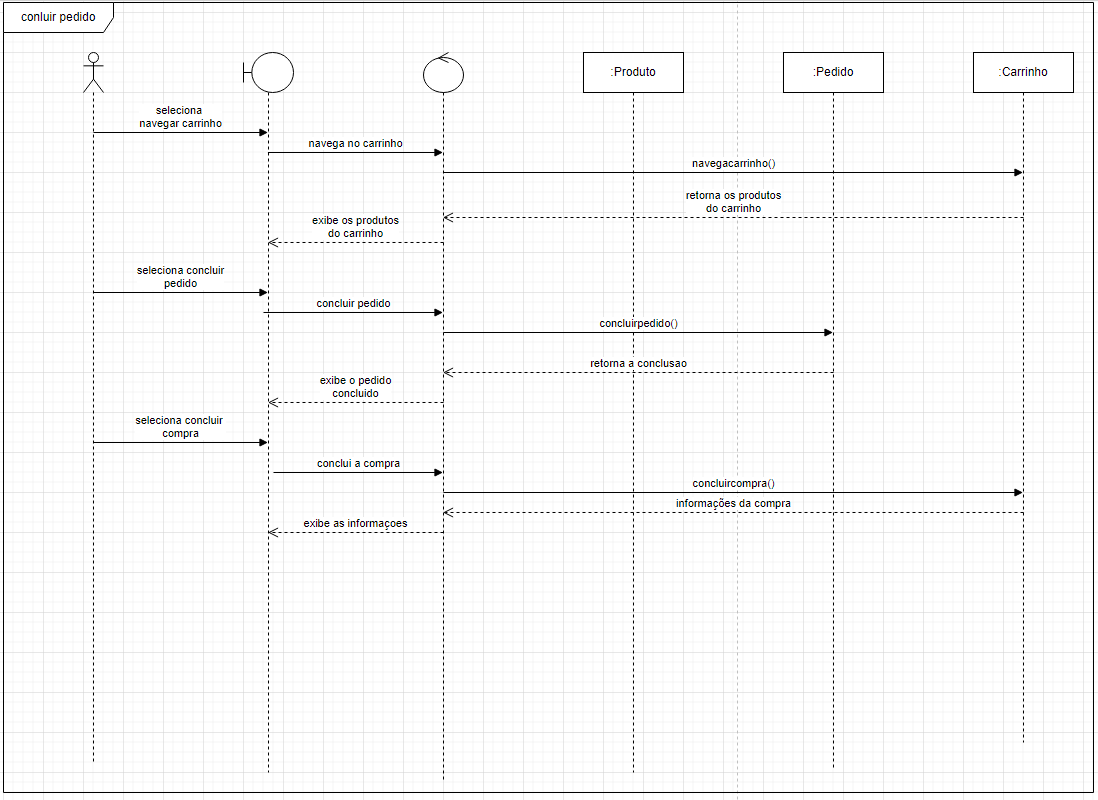 conluir pedido
:Produto
:Pedido
:Carrinho
seleciona
navegar carrinho
navega no carrinho
navegacarrinho()
retorna os produtos
do carrinho
exibe os produtos
do carrinho
seleciona concluir
pedido
concluir pedido
concluirpedido()
retorna a conclusao
exibe o pedido
concluido
seleciona concluir
compra
conclui a compra
concluircompra()
informações da compra
exibe as informaçoes